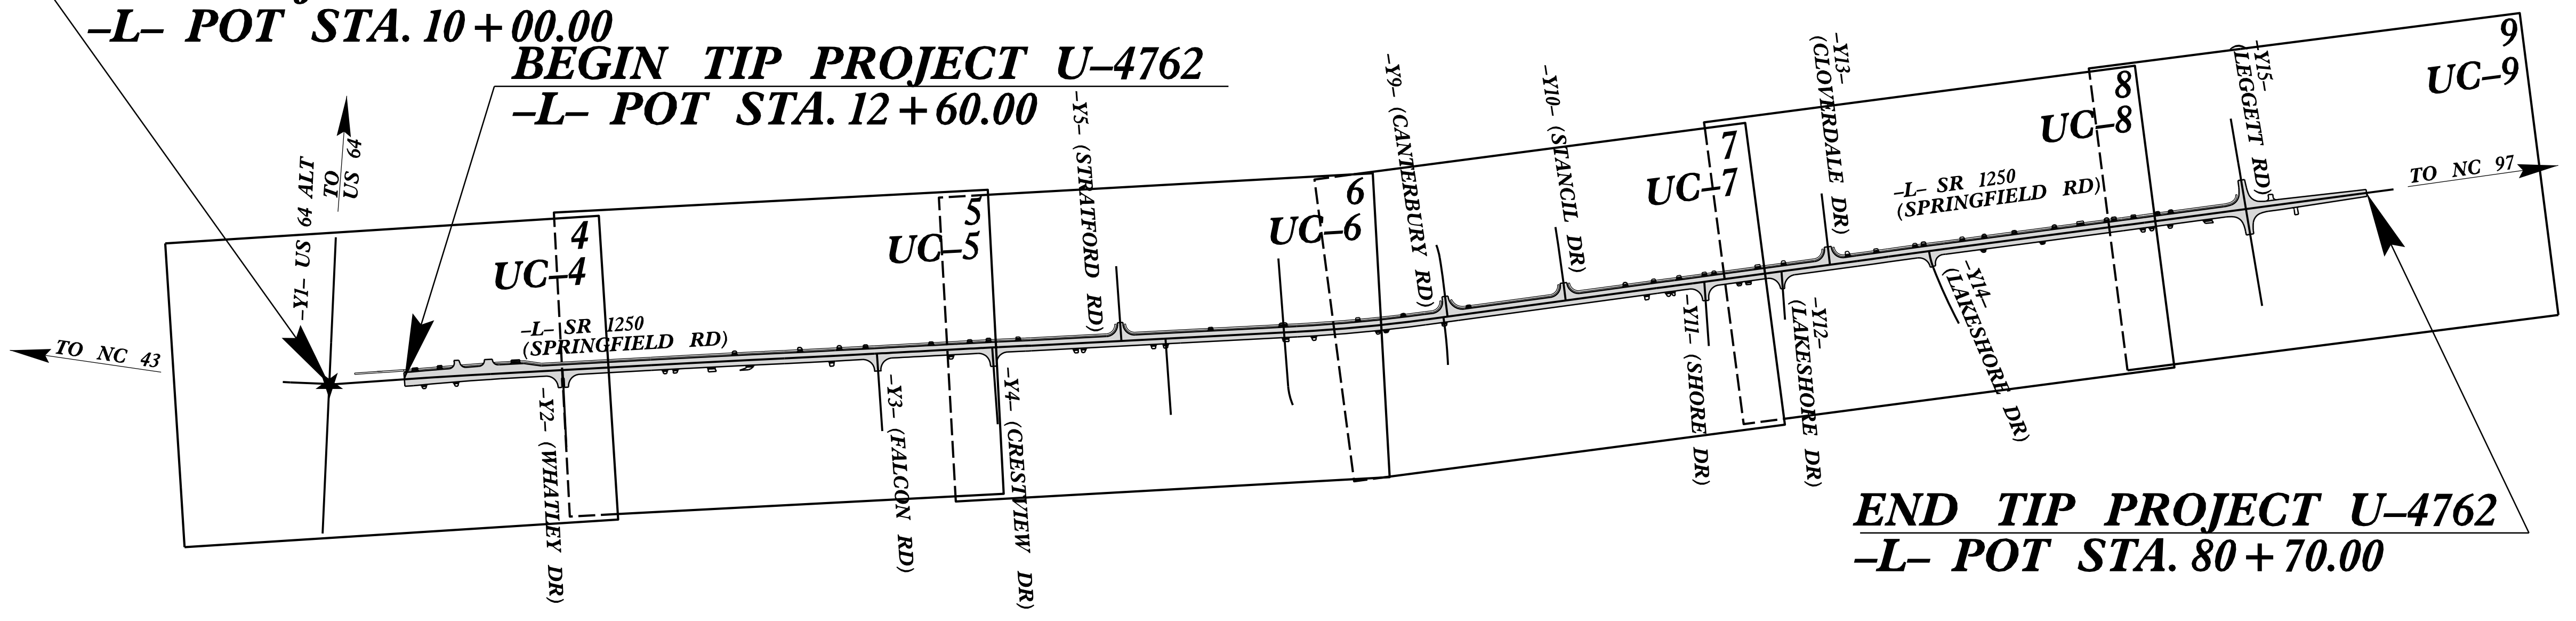 –L– POT STA. 10+00.00
BEGIN TIP PROJECT U–4762
–L– POT STA. 12+60.00
–Y1– US 64 ALT
TO
US 64
TO NC 43
4
UC–4
–L– SR 1250
(SPRINGFIELD RD)
–Y2– (WHATLEY DR)
5
UC–5
–Y3– (FALCON RD)
–Y4– (CRESTVIEW DR)
–Y5– (STRATFORD RD)
6
UC–6
–Y9– (CANTERBURY RD)
–Y10– (STANCIL DR)
7
UC–7
–Y11– (SHORE DR)
–Y12–
(LAKESHORE DR)
–Y13–
(CLOVERDALE DR)
–L– SR 1250
(SPRINGFIELD RD)
–Y14–
(LAKESHORE DR)
8
UC–8
–Y15–
(LEGGETT RD)
9
UC–9
TO NC 97
END TIP PROJECT U–4762
–L– POT STA. 80+70.00